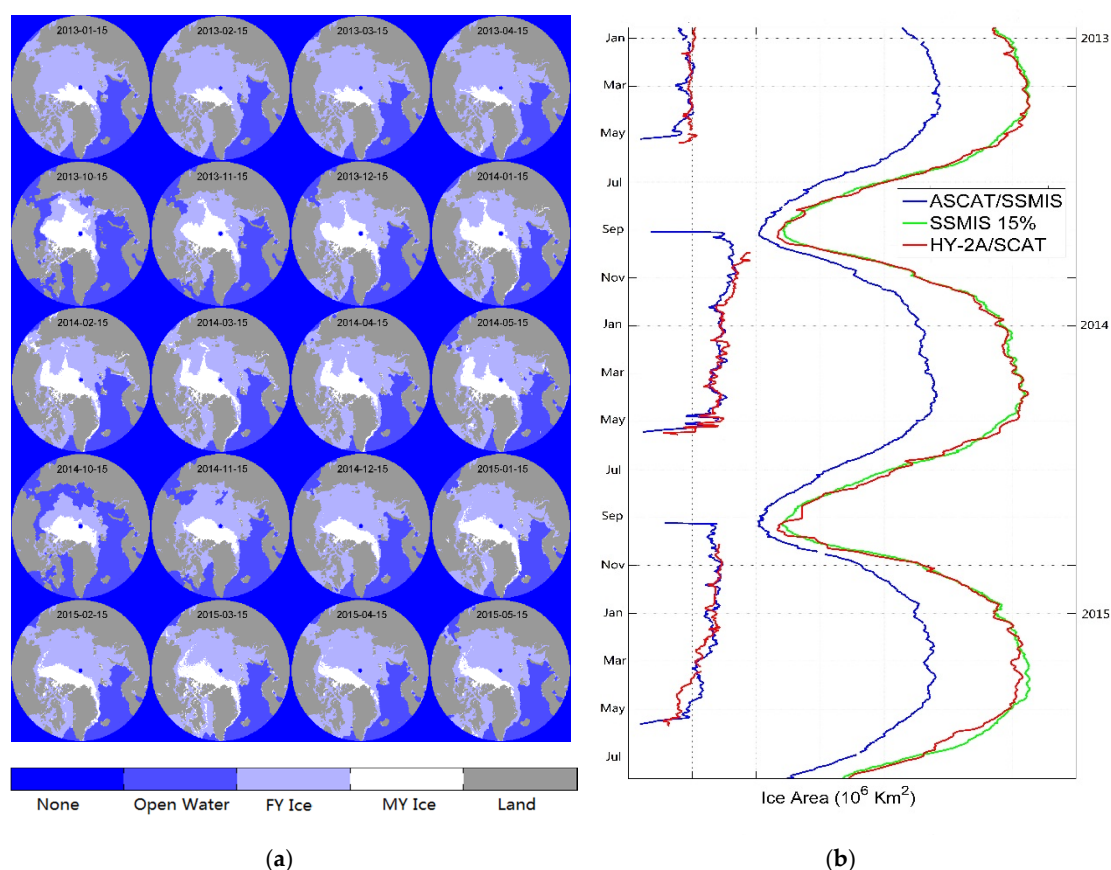 2013-01-15 2013-02-15 2013-03-15 2013-04-15
2013-10-15 2013-11-15 2013-12-15 2014-01-15
2014-02-15 2014-03-15 2014-04-15 2014-05-15
2014-10-15 2014-11-15 2014-12-15 2015-01-15
2015-02-15 2015-03-15 2015-04-15 2015-05-15
None Open Water FY Ice MY Ice Land
(a)
Jan
Mar
May
Jul
Sep
Nov
Jan
Mar
May
Jul
Sep
Nov
Jan
Mar
May
Jul
2013
2014
2015
ASCAT/SSMIS
SSMIS 15%
HY-2A/SCAT
Ice Area (10⁶ Km²)
(b)